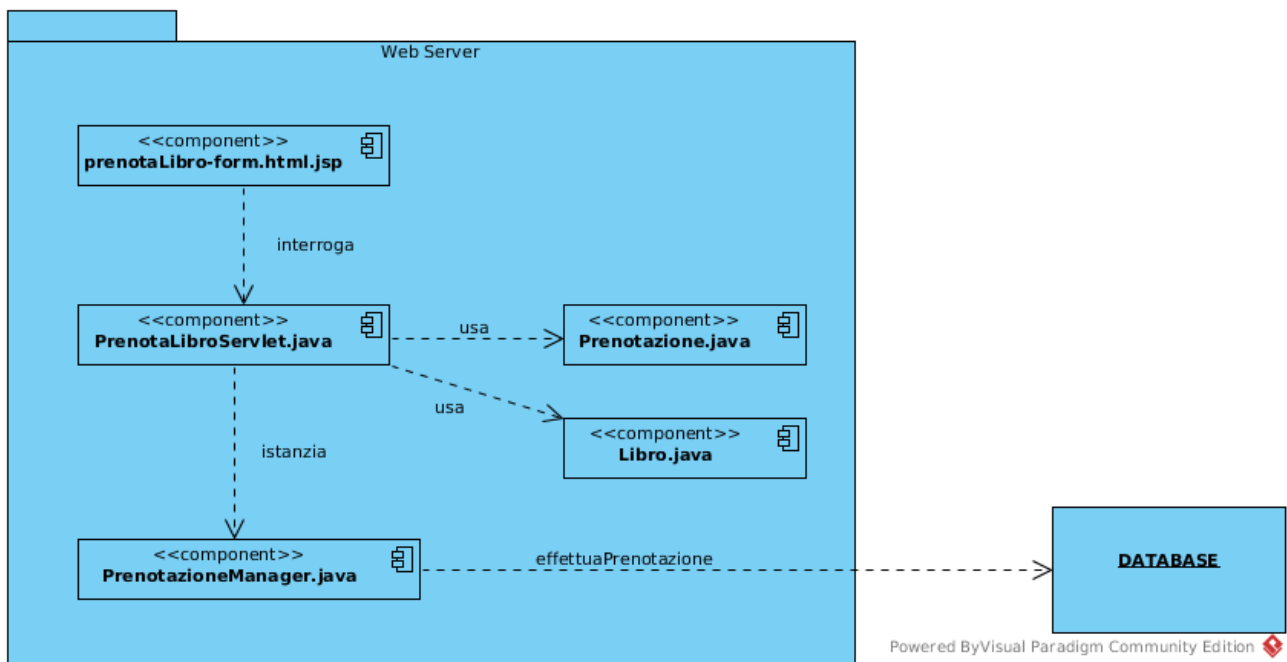 Web Server
<<component>>
prenotaLibro-form.html.jsp
interroga
<<component>>
PrenotaLibroServlet.java
usa
<<component>>
Prenotazione.java
usa
<<component>>
Libro.java
istanzia
<<component>>
PrenotazioneManager.java
effettuaPrenotazione
DATABASE
Powered ByVisual Paradigm Community Edition